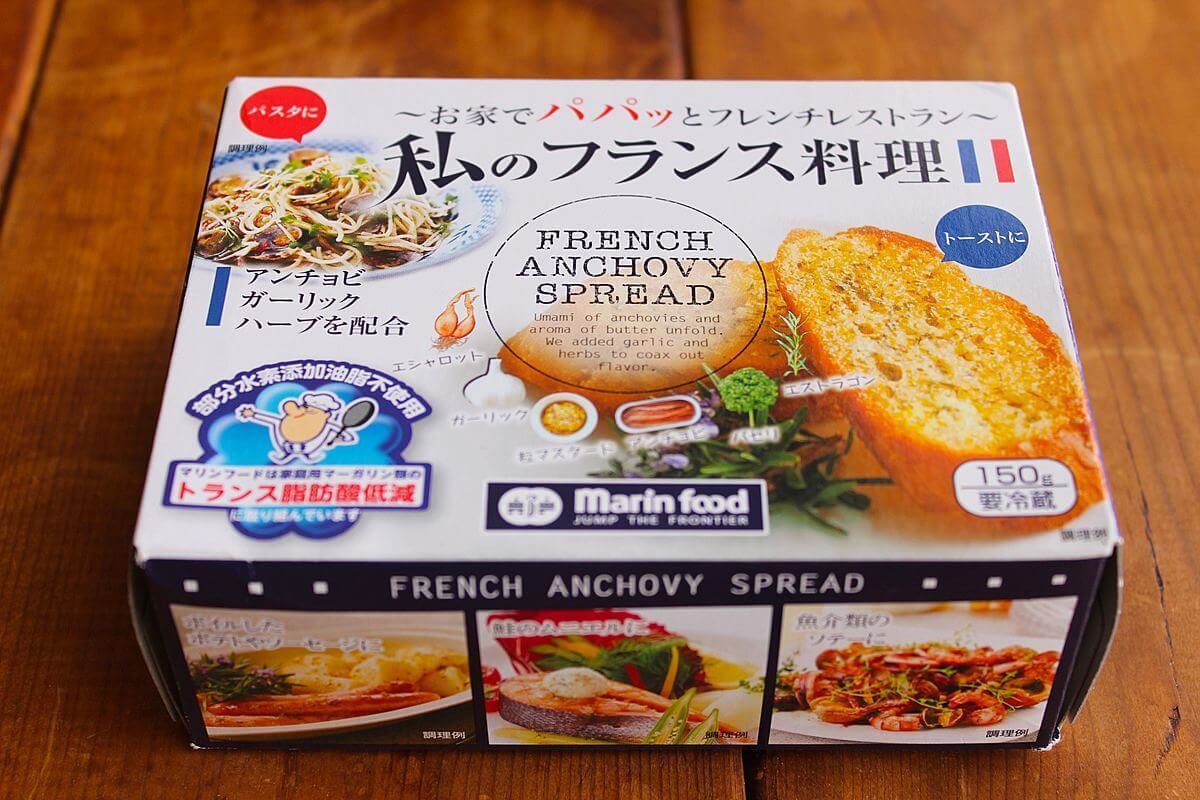 パスタに
調理例
～お家でパパッとフレンチレストラン～
私のフランス料理
トーストに
FRENCH
ANCHOVY
SPREAD
Umami of anchovies and
aroma of butter unfold.
We added garlic and
herbs to coax out
flavor.
アンチョビ
ガーリック
ハーブを配合
エシャロット
ガーリック
粒マスタード
アンチョビ
パセリ
エストラゴン
部分水素添加油脂不使用
マリンフードは家庭用マーガリン類の
トランス脂肪酸低減
に取り組んでいます
Marin food
JUMP THE FRONTIER
150g
要冷蔵
調理例
FRENCH ANCHOVY SPREAD
ボイルした
ポテトやソーセージに
調理例
鮭のムニエルに
調理例
魚介類の
ソテーに
調理例